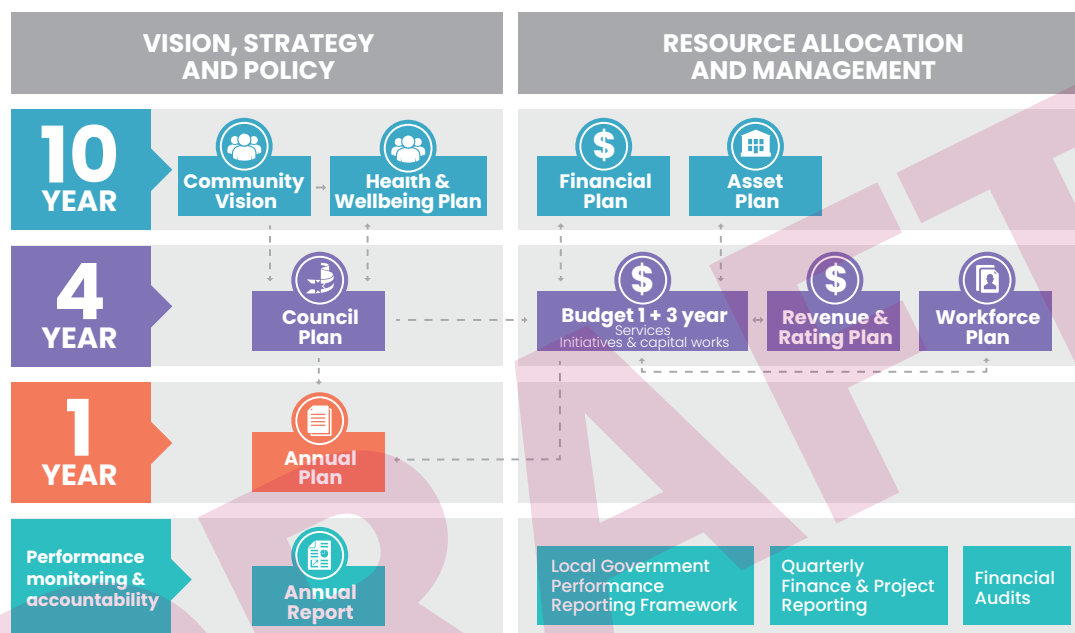 VISION, STRATEGY
AND POLICY
RESOURCE ALLOCATION
AND MANAGEMENT
10
YEAR
Community
Vision
Health &
Wellbeing Plan
Financial
Plan
Asset
Plan
4
YEAR
Council
Plan
Budget 1 + 3 year
Services
Initiatives & capital works
Revenue &
Rating Plan
Workforce
Plan
1
YEAR
Annual
Plan
Performance
monitoring &
accountability
Annual
Report
Local Government
Performance
Reporting Framework
Quarterly
Finance & Project
Reporting
Financial
Audits
DRAFT